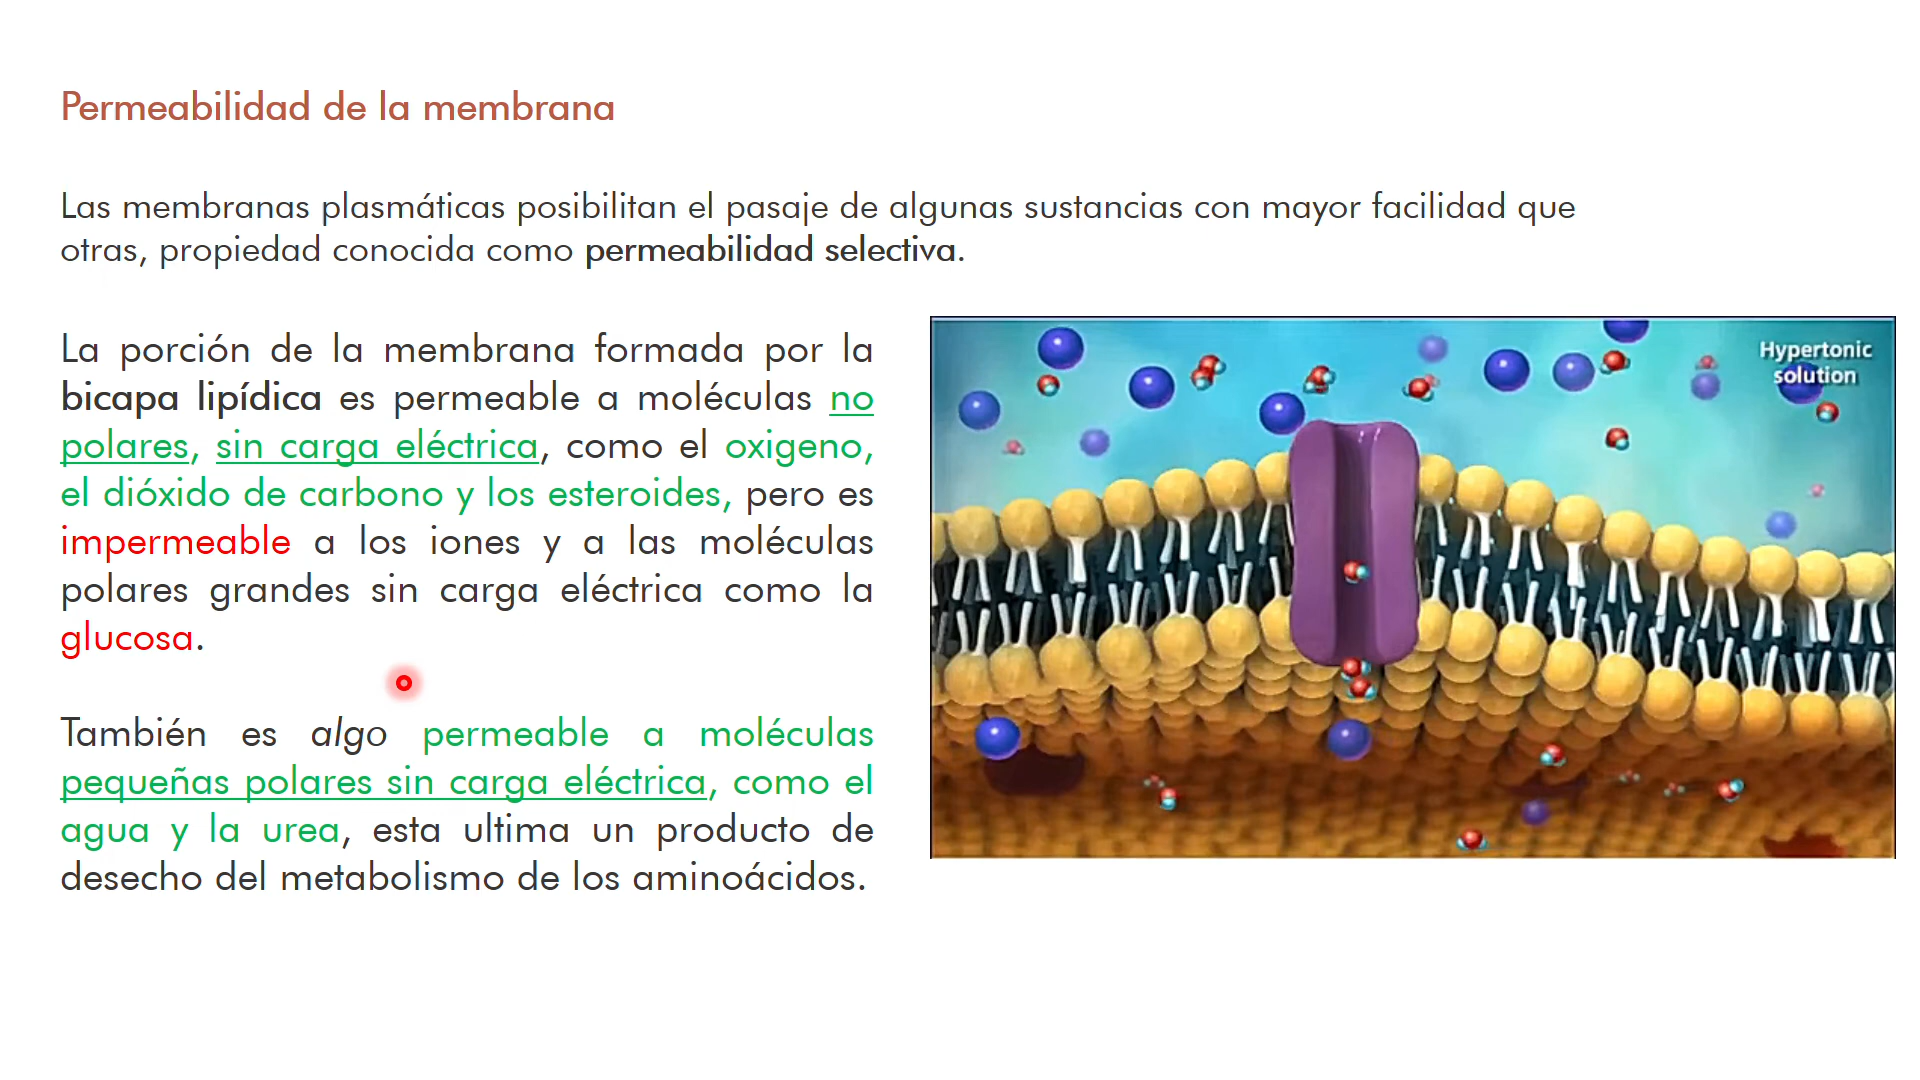 Permeabilidad de la membrana
Las membranas plasmáticas posibilitan el pasaje de algunas sustancias con mayor facilidad que
otras, propiedad conocida como permeabilidad selectiva.
La porción de la membrana formada por la
bicapa lipídica es permeable a moléculas no
polares, sin carga eléctrica, como el oxigeno,
el dióxido de carbono y los esteroides, pero es
impermeable a los iones y a las moléculas
polares grandes sin carga eléctrica como la
glucosa.
También es algo permeable a moléculas
pequeñas polares sin carga eléctrica, como el
agua y la urea, esta ultima un producto de
desecho del metabolismo de los aminoácidos.
Hypertonic
solution